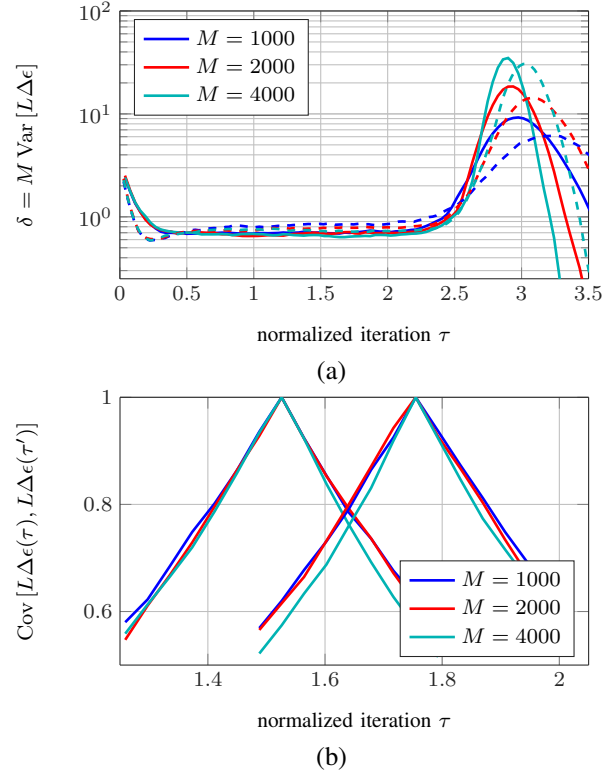 δ = M Var [LΔϵ]
10^2
10^1
10^0
M = 1000
M = 2000
M = 4000
0 0.5 1 1.5 2 2.5 3 3.5
normalized iteration τ
(a)
Cov [LΔϵ(τ), LΔϵ(τ′)]
1
0.8
0.6
M = 1000
M = 2000
M = 4000
1.4 1.6 1.8 2
normalized iteration τ
(b)